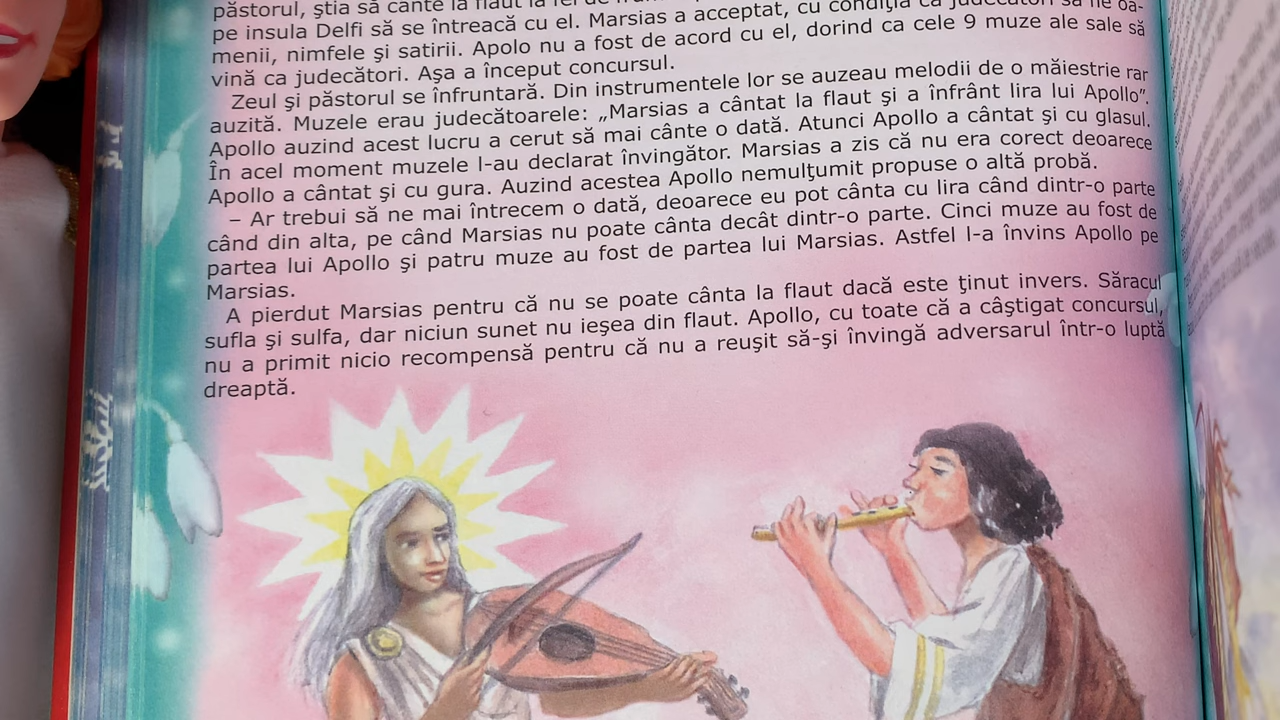 păstorul, ştia să cânte la flaut la fel de
pe insula Delfi să se întreacă cu el. Marsias a acceptat, cu condiţia ca judecători să fie oa-
menii, nimfele şi satirii. Apolo nu a fost de acord cu el, dorind ca cele 9 muze ale sale să
vină ca judecători. Aşa a început concursul.
Zeul şi păstorul se înfruntară. Din instrumentele lor se auzeau melodii de o măiestrie rar
auzită. Muzele erau judecătoarele: „Marsias a cântat la flaut şi a înfrânt lira lui Apollo”.
Apollo auzind acest lucru a cerut să mai cânte o dată. Atunci Apollo a cântat şi cu glasul.
În acel moment muzele l-au declarat învingător. Marsias a zis că nu era corect deoarece
Apollo a cântat şi cu gura. Auzind acestea Apollo nemulţumit propuse o altă probă.
– Ar trebui să ne mai întrecem o dată, deoarece eu pot cânta cu lira când dintr-o parte
când din alta, pe când Marsias nu poate cânta decât dintr-o parte. Cinci muze au fost de
partea lui Apollo şi patru muze au fost de partea lui Marsias. Astfel l-a învins Apollo pe
Marsias.
A pierdut Marsias pentru că nu se poate cânta la flaut dacă este ţinut invers. Săracul
sufla şi sulfa, dar niciun sunet nu ieşea din flaut. Apollo, cu toate că a câştigat concursul,
nu a primit nicio recompensă pentru că nu a reuşit să-şi învingă adversarul într-o luptă
dreaptă.